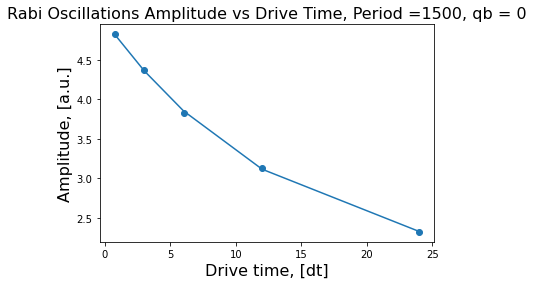 Rabi Oscillations Amplitude vs Drive Time, Period =1500, qb = 0
4.5
4.0
3.5
3.0
2.5
Amplitude, [a.u.]
0 5 10 15 20 25
Drive time, [dt]